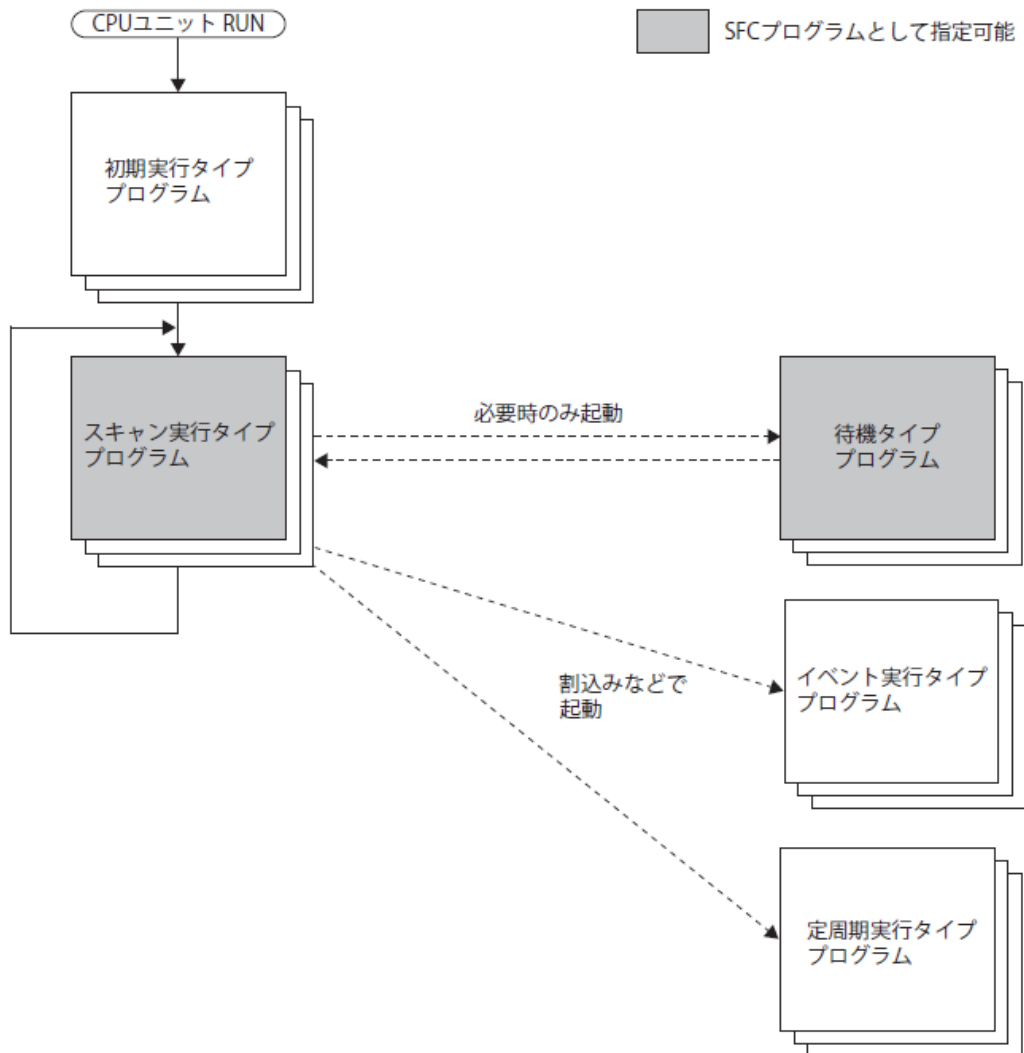 CPUユニット RUN
SFCプログラムとして指定可能
初期実行タイプ
プログラム
スキャン実行タイプ
プログラム
必要時のみ起動
待機タイプ
プログラム
イベント実行タイプ
プログラム
割込みなどで
起動
定周期実行タイプ
プログラム